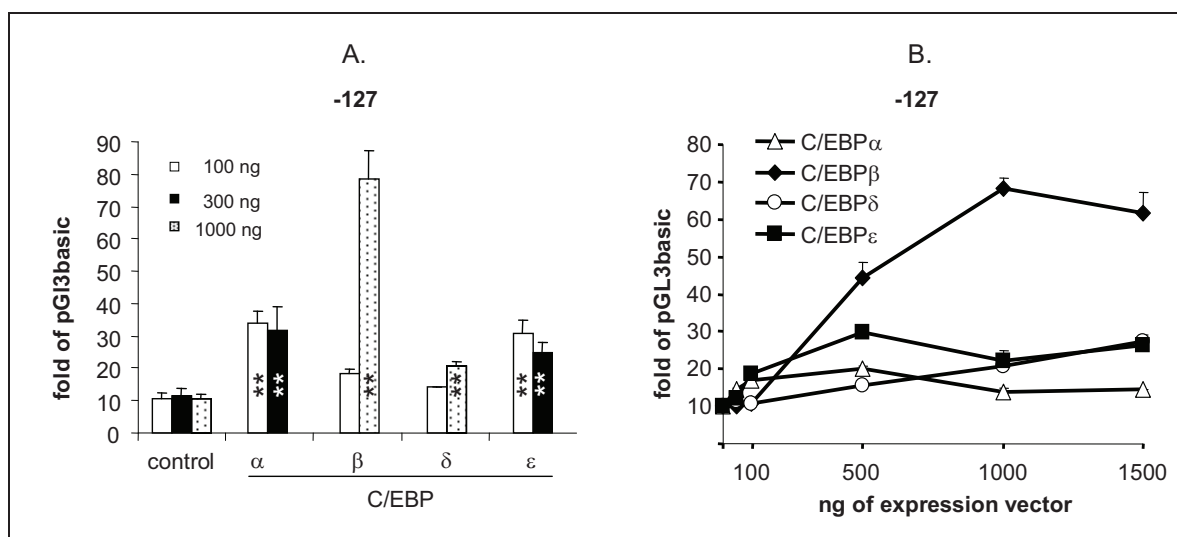 A.
-127
fold of pGl3basic
90
80
70
60
50
40
30
20
10
0
100 ng
300 ng
1000 ng
** ** ** ** ** **
control α β δ ε
C/EBP
B.
-127
fold of pGL3basic
80
70
60
50
40
30
20
10
C/EBPα
C/EBPβ
C/EBPδ
C/EBPε
100 500 1000 1500
ng of expression vector